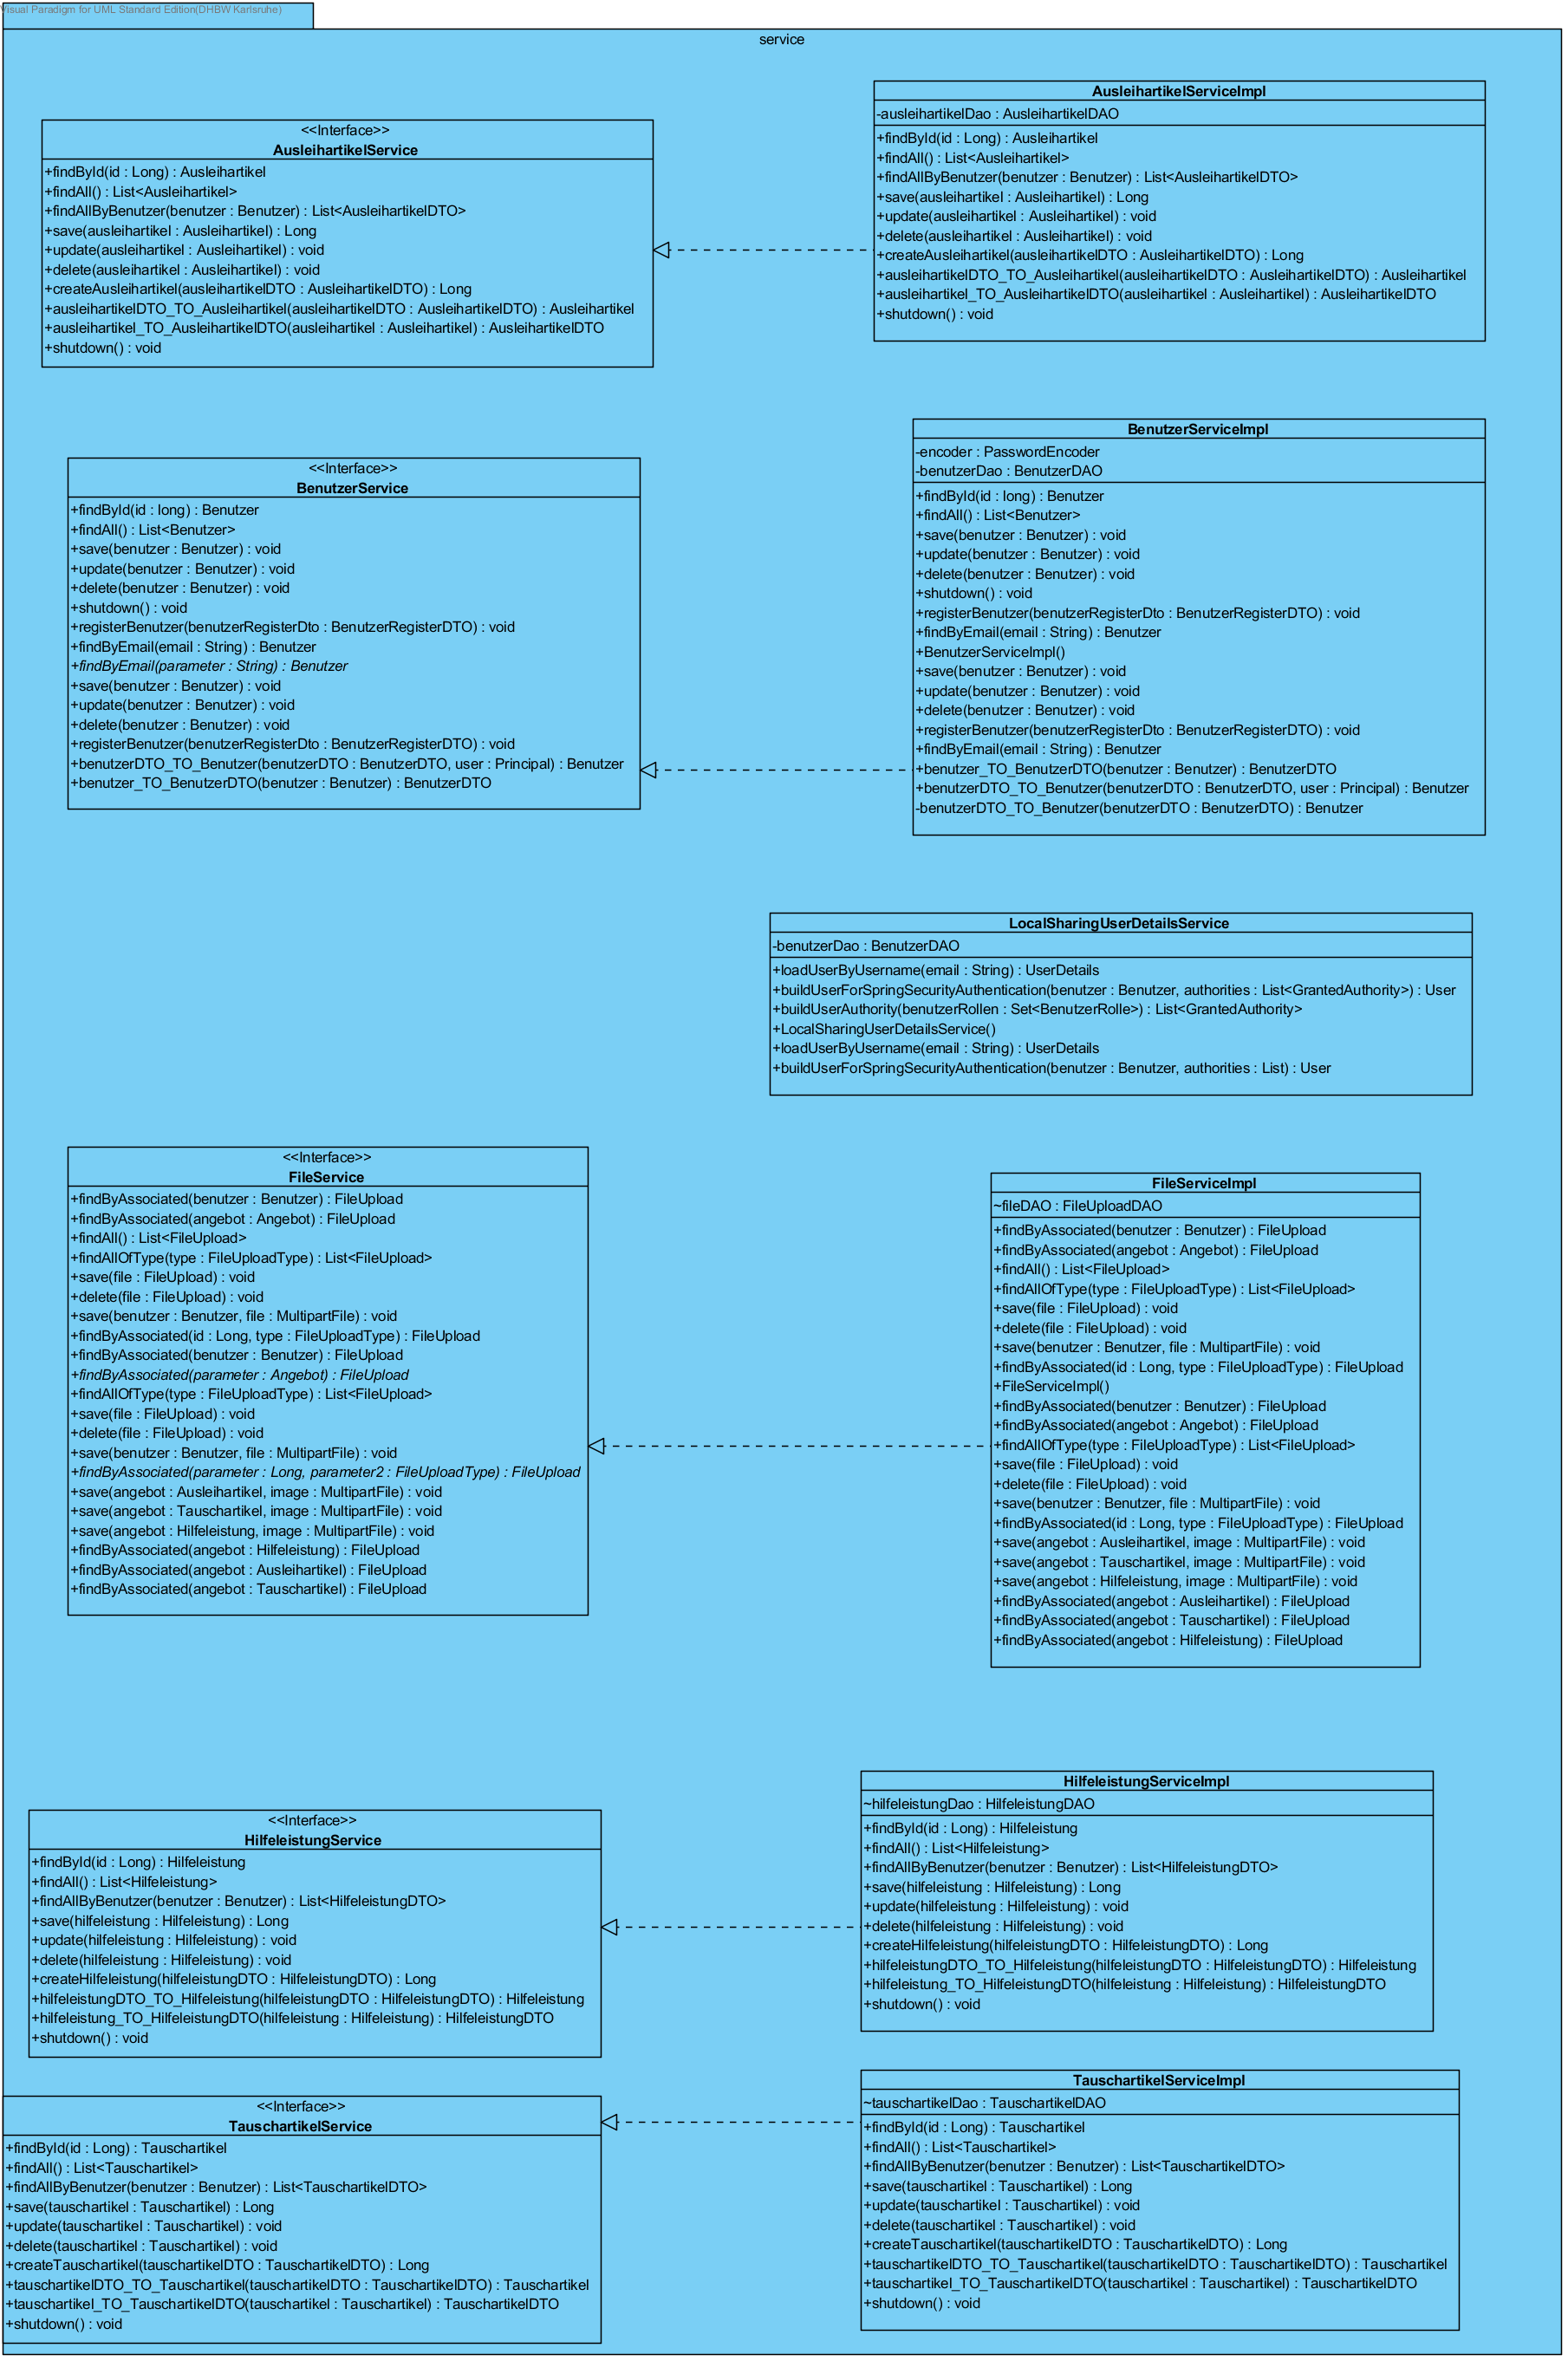 Visual Paradigm for UML Standard Edition(DHBW Karlsruhe)
service
<<Interface>>
AusleihartikelService
+findById(id : Long) : Ausleihartikel
+findAll() : List<Ausleihartikel>
+findAllByBenutzer(benutzer : Benutzer) : List<AusleihartikelDTO>
+save(ausleihartikel : Ausleihartikel) : Long
+update(ausleihartikel : Ausleihartikel) : void
+delete(ausleihartikel : Ausleihartikel) : void
+createAusleihartikel(ausleihartikelDTO : AusleihartikelDTO) : Long
+ausleihartikelDTO_TO_Ausleihartikel(ausleihartikelDTO : AusleihartikelDTO) : Ausleihartikel
+ausleihartikel_TO_AusleihartikelDTO(ausleihartikel : Ausleihartikel) : AusleihartikelDTO
+shutdown() : void
AusleihartikelServiceImpl
-ausleihartikelDao : AusleihartikelDAO
+findById(id : Long) : Ausleihartikel
+findAll() : List<Ausleihartikel>
+findAllByBenutzer(benutzer : Benutzer) : List<AusleihartikelDTO>
+save(ausleihartikel : Ausleihartikel) : Long
+update(ausleihartikel : Ausleihartikel) : void
+delete(ausleihartikel : Ausleihartikel) : void
+createAusleihartikel(ausleihartikelDTO : AusleihartikelDTO) : Long
+ausleihartikelDTO_TO_Ausleihartikel(ausleihartikelDTO : AusleihartikelDTO) : Ausleihartikel
+ausleihartikel_TO_AusleihartikelDTO(ausleihartikel : Ausleihartikel) : AusleihartikelDTO
+shutdown() : void
<<Interface>>
BenutzerService
+findById(id : long) : Benutzer
+findAll() : List<Benutzer>
+save(benutzer : Benutzer) : void
+update(benutzer : Benutzer) : void
+delete(benutzer : Benutzer) : void
+shutdown() : void
+registerBenutzer(benutzerRegisterDto : BenutzerRegisterDTO) : void
+findByEmail(email : String) : Benutzer
+findByEmail(parameter : String) : Benutzer
+save(benutzer : Benutzer) : void
+update(benutzer : Benutzer) : void
+delete(benutzer : Benutzer) : void
+registerBenutzer(benutzerRegisterDto : BenutzerRegisterDTO) : void
+benutzerDTO_TO_Benutzer(benutzerDTO : BenutzerDTO, user : Principal) : Benutzer
+benutzer_TO_BenutzerDTO(benutzer : Benutzer) : BenutzerDTO
BenutzerServiceImpl
-encoder : PasswordEncoder
-benutzerDao : BenutzerDAO
+findById(id : long) : Benutzer
+findAll() : List<Benutzer>
+save(benutzer : Benutzer) : void
+update(benutzer : Benutzer) : void
+delete(benutzer : Benutzer) : void
+shutdown() : void
+registerBenutzer(benutzerRegisterDto : BenutzerRegisterDTO) : void
+findByEmail(email : String) : Benutzer
+BenutzerServiceImpl()
+save(benutzer : Benutzer) : void
+update(benutzer : Benutzer) : void
+delete(benutzer : Benutzer) : void
+registerBenutzer(benutzerRegisterDto : BenutzerRegisterDTO) : void
+findByEmail(email : String) : Benutzer
+benutzer_TO_BenutzerDTO(benutzer : Benutzer) : BenutzerDTO
+benutzerDTO_TO_Benutzer(benutzerDTO : BenutzerDTO, user : Principal) : Benutzer
-benutzerDTO_TO_Benutzer(benutzerDTO : BenutzerDTO) : Benutzer
LocalSharingUserDetailsService
-benutzerDao : BenutzerDAO
+loadUserByUsername(email : String) : UserDetails
+buildUserForSpringSecurityAuthentication(benutzer : Benutzer, authorities : List<GrantedAuthority>) : User
+buildUserAuthority(benutzerRollen : Set<BenutzerRolle>) : List<GrantedAuthority>
+LocalSharingUserDetailsService()
+loadUserByUsername(email : String) : UserDetails
+buildUserForSpringSecurityAuthentication(benutzer : Benutzer, authorities : List) : User
<<Interface>>
FileService
+findByAssociated(benutzer : Benutzer) : FileUpload
+findByAssociated(angebot : Angebot) : FileUpload
+findAll() : List<FileUpload>
+findAllOfType(type : FileUploadType) : List<FileUpload>
+save(file : FileUpload) : void
+delete(file : FileUpload) : void
+save(benutzer : Benutzer, file : MultipartFile) : void
+findByAssociated(id : Long, type : FileUploadType) : FileUpload
+findByAssociated(benutzer : Benutzer) : FileUpload
+findByAssociated(parameter : Angebot) : FileUpload
+findAllOfType(type : FileUploadType) : List<FileUpload>
+save(file : FileUpload) : void
+delete(file : FileUpload) : void
+save(benutzer : Benutzer, file : MultipartFile) : void
+findByAssociated(parameter : Long, parameter2 : FileUploadType) : FileUpload
+save(angebot : Ausleihartikel, image : MultipartFile) : void
+save(angebot : Tauschartikel, image : MultipartFile) : void
+save(angebot : Hilfeleistung, image : MultipartFile) : void
+findByAssociated(angebot : Hilfeleistung) : FileUpload
+findByAssociated(angebot : Ausleihartikel) : FileUpload
+findByAssociated(angebot : Tauschartikel) : FileUpload
FileServiceImpl
~fileDAO : FileUploadDAO
+findByAssociated(benutzer : Benutzer) : FileUpload
+findByAssociated(angebot : Angebot) : FileUpload
+findAll() : List<FileUpload>
+findAllOfType(type : FileUploadType) : List<FileUpload>
+save(file : FileUpload) : void
+delete(file : FileUpload) : void
+save(benutzer : Benutzer, file : MultipartFile) : void
+findByAssociated(id : Long, type : FileUploadType) : FileUpload
+FileServiceImpl()
+findByAssociated(benutzer : Benutzer) : FileUpload
+findByAssociated(angebot : Angebot) : FileUpload
+findAllOfType(type : FileUploadType) : List<FileUpload>
+save(file : FileUpload) : void
+delete(file : FileUpload) : void
+save(benutzer : Benutzer, file : MultipartFile) : void
+findByAssociated(id : Long, type : FileUploadType) : FileUpload
+save(angebot : Ausleihartikel, image : MultipartFile) : void
+save(angebot : Tauschartikel, image : MultipartFile) : void
+save(angebot : Hilfeleistung, image : MultipartFile) : void
+findByAssociated(angebot : Ausleihartikel) : FileUpload
+findByAssociated(angebot : Tauschartikel) : FileUpload
+findByAssociated(angebot : Hilfeleistung) : FileUpload
<<Interface>>
HilfeleistungService
+findById(id : Long) : Hilfeleistung
+findAll() : List<Hilfeleistung>
+findAllByBenutzer(benutzer : Benutzer) : List<HilfeleistungDTO>
+save(hilfeleistung : Hilfeleistung) : Long
+update(hilfeleistung : Hilfeleistung) : void
+delete(hilfeleistung : Hilfeleistung) : void
+createHilfeleistung(hilfeleistungDTO : HilfeleistungDTO) : Long
+hilfeleistungDTO_TO_Hilfeleistung(hilfeleistungDTO : HilfeleistungDTO) : Hilfeleistung
+hilfeleistung_TO_HilfeleistungDTO(hilfeleistung : Hilfeleistung) : HilfeleistungDTO
+shutdown() : void
HilfeleistungServiceImpl
~hilfeleistungDao : HilfeleistungDAO
+findById(id : Long) : Hilfeleistung
+findAll() : List<Hilfeleistung>
+findAllByBenutzer(benutzer : Benutzer) : List<HilfeleistungDTO>
+save(hilfeleistung : Hilfeleistung) : Long
+update(hilfeleistung : Hilfeleistung) : void
+delete(hilfeleistung : Hilfeleistung) : void
+createHilfeleistung(hilfeleistungDTO : HilfeleistungDTO) : Long
+hilfeleistungDTO_TO_Hilfeleistung(hilfeleistungDTO : HilfeleistungDTO) : Hilfeleistung
+hilfeleistung_TO_HilfeleistungDTO(hilfeleistung : Hilfeleistung) : HilfeleistungDTO
+shutdown() : void
<<Interface>>
TauschartikelService
+findById(id : Long) : Tauschartikel
+findAll() : List<Tauschartikel>
+findAllByBenutzer(benutzer : Benutzer) : List<TauschartikelDTO>
+save(tauschartikel : Tauschartikel) : Long
+update(tauschartikel : Tauschartikel) : void
+delete(tauschartikel : Tauschartikel) : void
+createTauschartikel(tauschartikelDTO : TauschartikelDTO) : Long
+tauschartikelDTO_TO_Tauschartikel(tauschartikelDTO : TauschartikelDTO) : Tauschartikel
+tauschartikel_TO_TauschartikelDTO(tauschartikel : Tauschartikel) : TauschartikelDTO
+shutdown() : void
TauschartikelServiceImpl
~tauschartikelDao : TauschartikelDAO
+findById(id : Long) : Tauschartikel
+findAll() : List<Tauschartikel>
+findAllByBenutzer(benutzer : Benutzer) : List<TauschartikelDTO>
+save(tauschartikel : Tauschartikel) : Long
+update(tauschartikel : Tauschartikel) : void
+delete(tauschartikel : Tauschartikel) : void
+createTauschartikel(tauschartikelDTO : TauschartikelDTO) : Long
+tauschartikelDTO_TO_Tauschartikel(tauschartikelDTO : TauschartikelDTO) : Tauschartikel
+tauschartikel_TO_TauschartikelDTO(tauschartikel : Tauschartikel) : TauschartikelDTO
+shutdown() : void